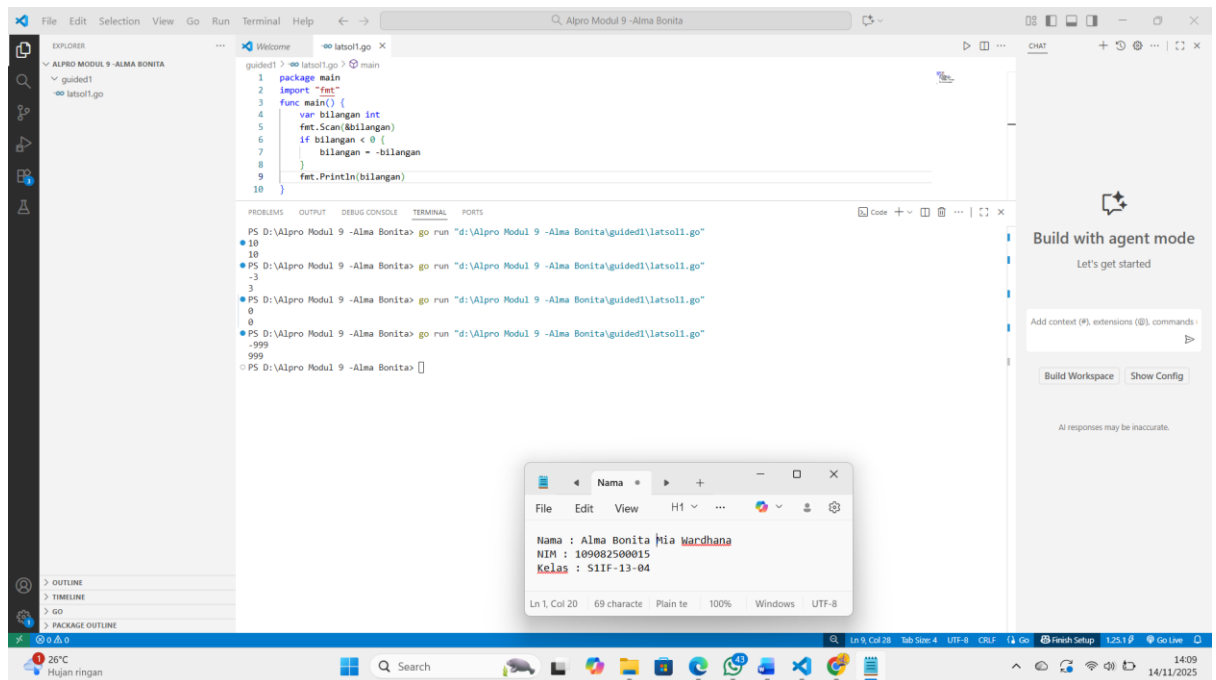 File Edit Selection View Go Run Terminal Help
Alpro Modul 9 -Alma Bonita
EXPLORER
ALPRO MODUL 9 -ALMA BONITA
guided1
latsol1.go
OUTLINE
TIMELINE
GO
PACKAGE OUTLINE
Welcome latsol1.go
guided1 > latsol1.go > main
1 package main
2 import "fmt"
3 func main() {
4 var bilangan int
5 fmt.Scan(&bilangan)
6 if bilangan < 0 {
7 bilangan = -bilangan
8 }
9 fmt.Println(bilangan)
10 }
PROBLEMS OUTPUT DEBUG CONSOLE TERMINAL PORTS
Code
PS D:\Alpro Modul 9 -Alma Bonita> go run "d:\Alpro Modul 9 -Alma Bonita\guided1\latsol1.go"
10
10
PS D:\Alpro Modul 9 -Alma Bonita> go run "d:\Alpro Modul 9 -Alma Bonita\guided1\latsol1.go"
-3
3
PS D:\Alpro Modul 9 -Alma Bonita> go run "d:\Alpro Modul 9 -Alma Bonita\guided1\latsol1.go"
0
0
PS D:\Alpro Modul 9 -Alma Bonita> go run "d:\Alpro Modul 9 -Alma Bonita\guided1\latsol1.go"
-999
999
PS D:\Alpro Modul 9 -Alma Bonita>
CHAT
Build with agent mode
Let's get started
Add context (#), extensions (@), commands
Build Workspace Show Config
AI responses may be inaccurate.
Nama
File Edit View H1
Nama : Alma Bonita Mia Wardhana
NIM : 109082500015
Kelas : S1IF-13-04
Ln 1, Col 20 69 characte Plain te 100% Windows UTF-8
0 0 Ln 9, Col 28 Tab Size: 4 UTF-8 CRLF Go Finish Setup 1.25.1 Go Live
1 26°C
Hujan ringan
Search
43
14:09
14/11/2025